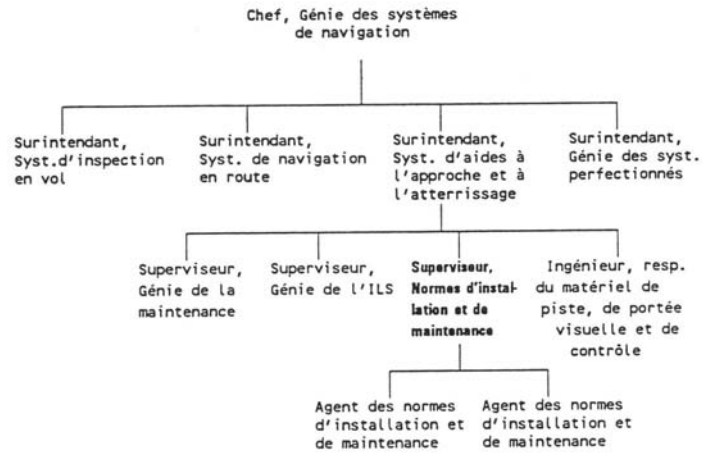 Chef, Génie des systèmes
de navigation
Surintendant,
Syst.d'inspection
en vol
Surintendant,
Syst. de navigation
en route
Surintendant,
Syst. d'aides à
l'approche et à
l'atterrissage
Surintendant,
Génie des syst.
perfectionnés
Superviseur,
Génie de la
maintenance
Superviseur,
Génie de l'ILS
Superviseur,
Normes d'instal-
lation et de
maintenance
Ingénieur, resp.
du matériel de
piste, de portée
visuelle et de
contrôle
Agent des normes
d'installation et
de maintenance
Agent des normes
d'installation et
de maintenance